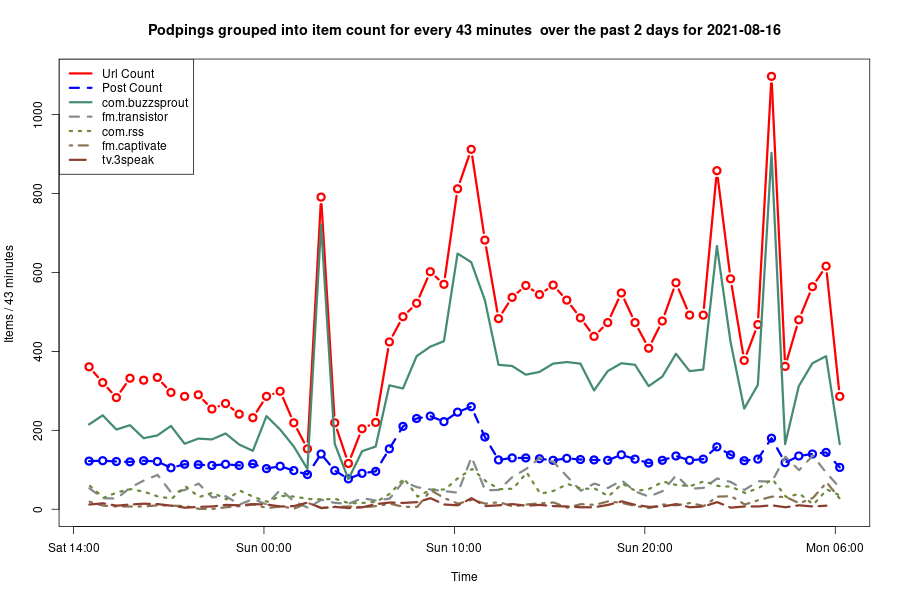 Podpings grouped into item count for every 43 minutes  over the past 2 days for 2021-08-16
Url Count
Post Count
com.buzzsprout
fm.transistor
com.rss
fm.captivate
tv.3speak
Items / 43 minutes
1000
800
600
400
200
0
Sat 14:00
Sun 00:00
Sun 10:00
Sun 20:00
Mon 06:00
Time